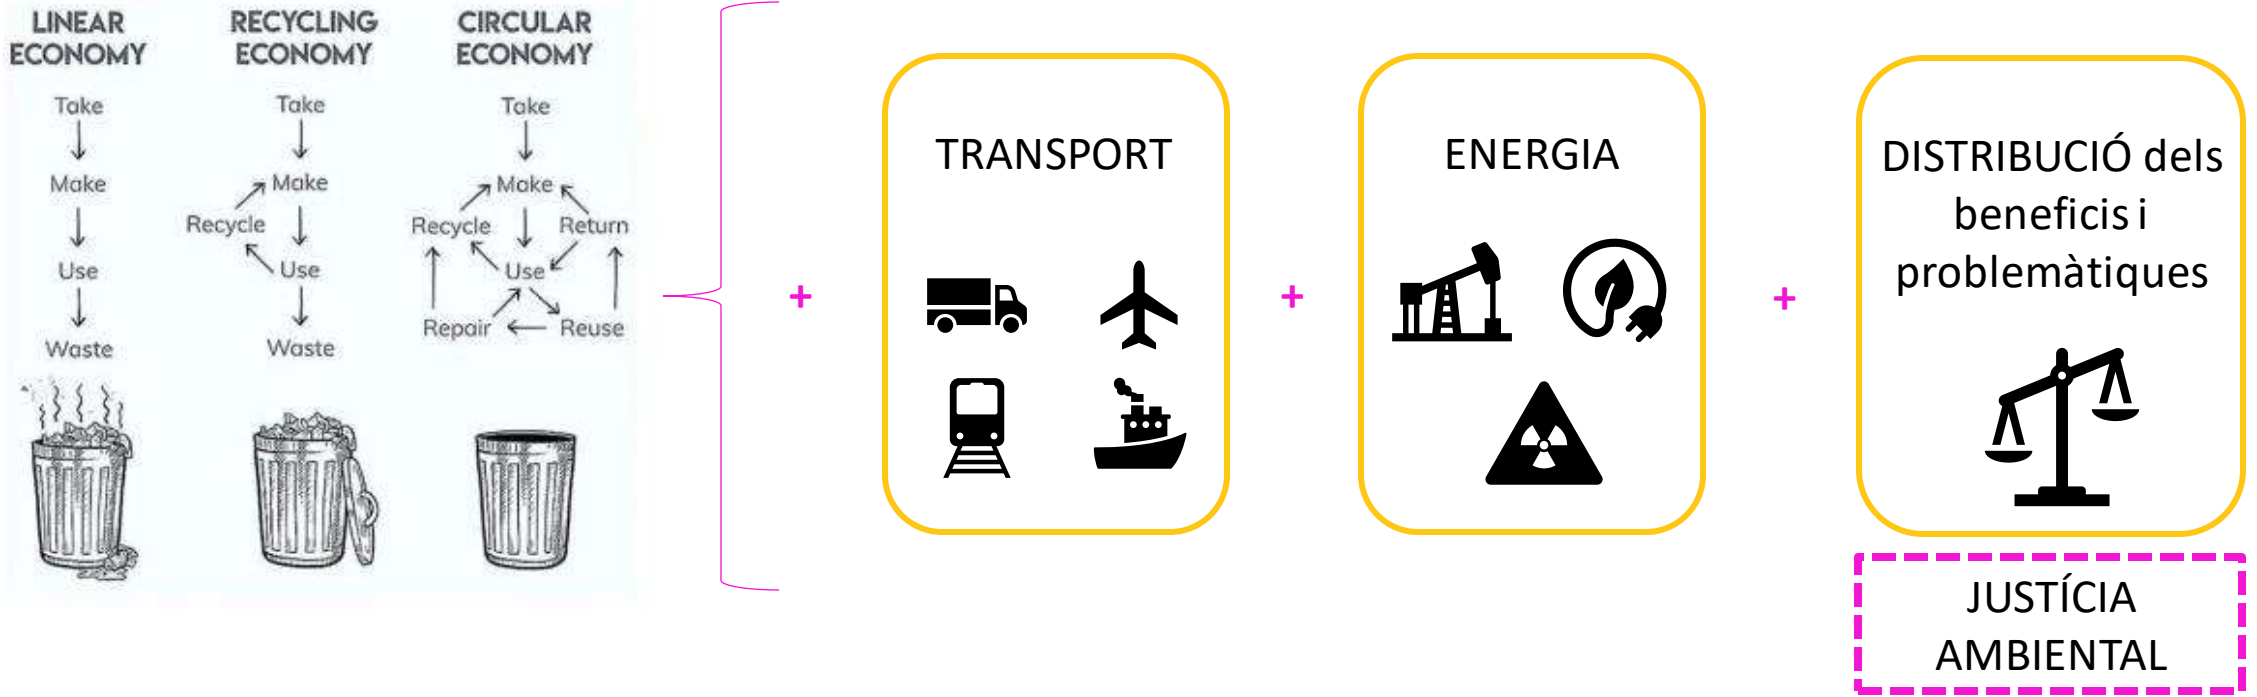 LINEAR
ECONOMY
Take
Make
Use
Waste
RECYCLING
ECONOMY
Take
Make
Recycle
Use
Waste
CIRCULAR
ECONOMY
Take
Make
Recycle
Return
Use
Repair
Reuse
+
TRANSPORT
+
ENERGIA
+
DISTRIBUCIÓ dels
beneficis i
problemàtiques
JUSTÍCIA
AMBIENTAL